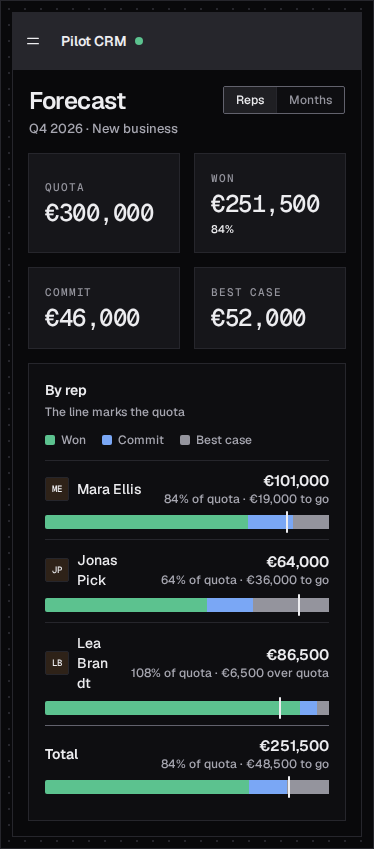 Pilot CRM
Forecast
Reps
Months
Q4 2026 · New business
QUOTA
€300,000
WON
€251,500
84%
COMMIT
€46,000
BEST CASE
€52,000
By rep
The line marks the quota
Won
Commit
Best case
ME
Mara Ellis
€101,000
84% of quota · €19,000 to go
JP
Jonas
Pick
€64,000
64% of quota · €36,000 to go
LB
Lea
Bran
dt
€86,500
108% of quota · €6,500 over quota
Total
€251,500
84% of quota · €48,500 to go